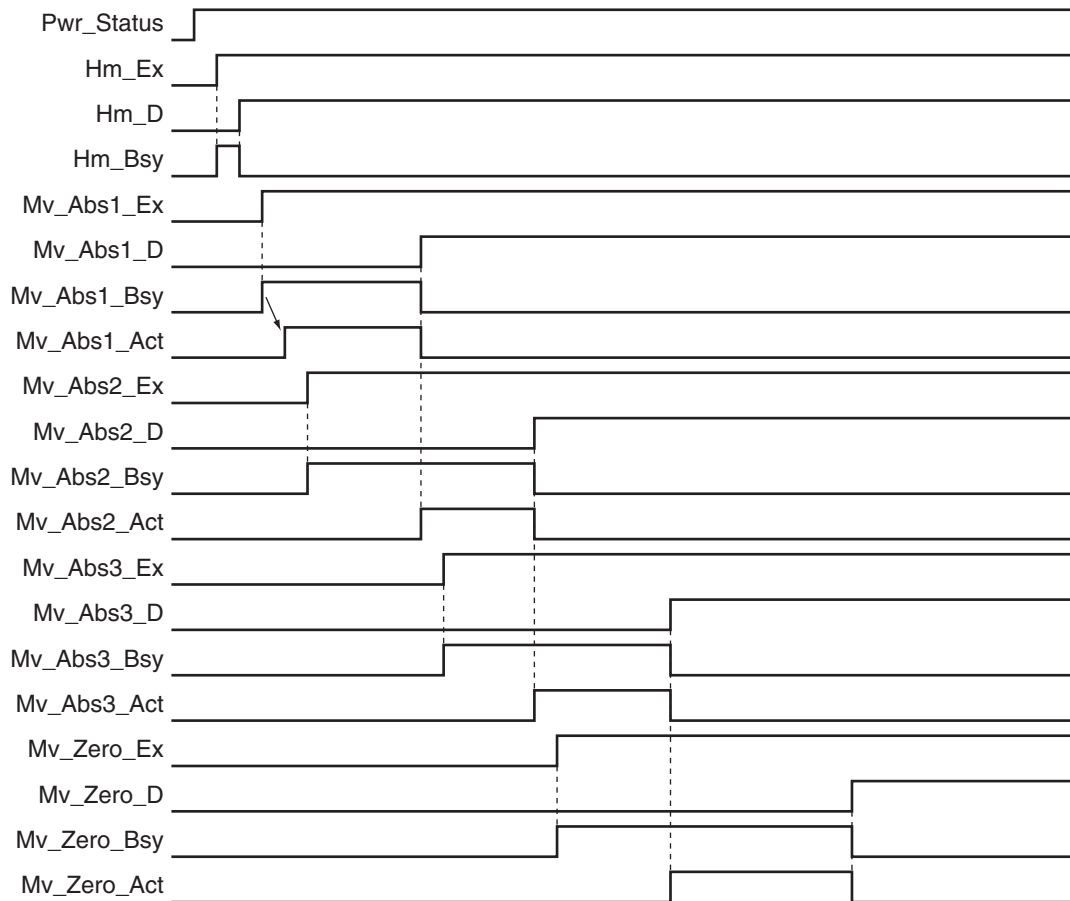 Pwr_Status
Hm_Ex
Hm_D
Hm_Bsy
Mv_Abs1_Ex
Mv_Abs1_D
Mv_Abs1_Bsy
Mv_Abs1_Act
Mv_Abs2_Ex
Mv_Abs2_D
Mv_Abs2_Bsy
Mv_Abs2_Act
Mv_Abs3_Ex
Mv_Abs3_D
Mv_Abs3_Bsy
Mv_Abs3_Act
Mv_Zero_Ex
Mv_Zero_D
Mv_Zero_Bsy
Mv_Zero_Act